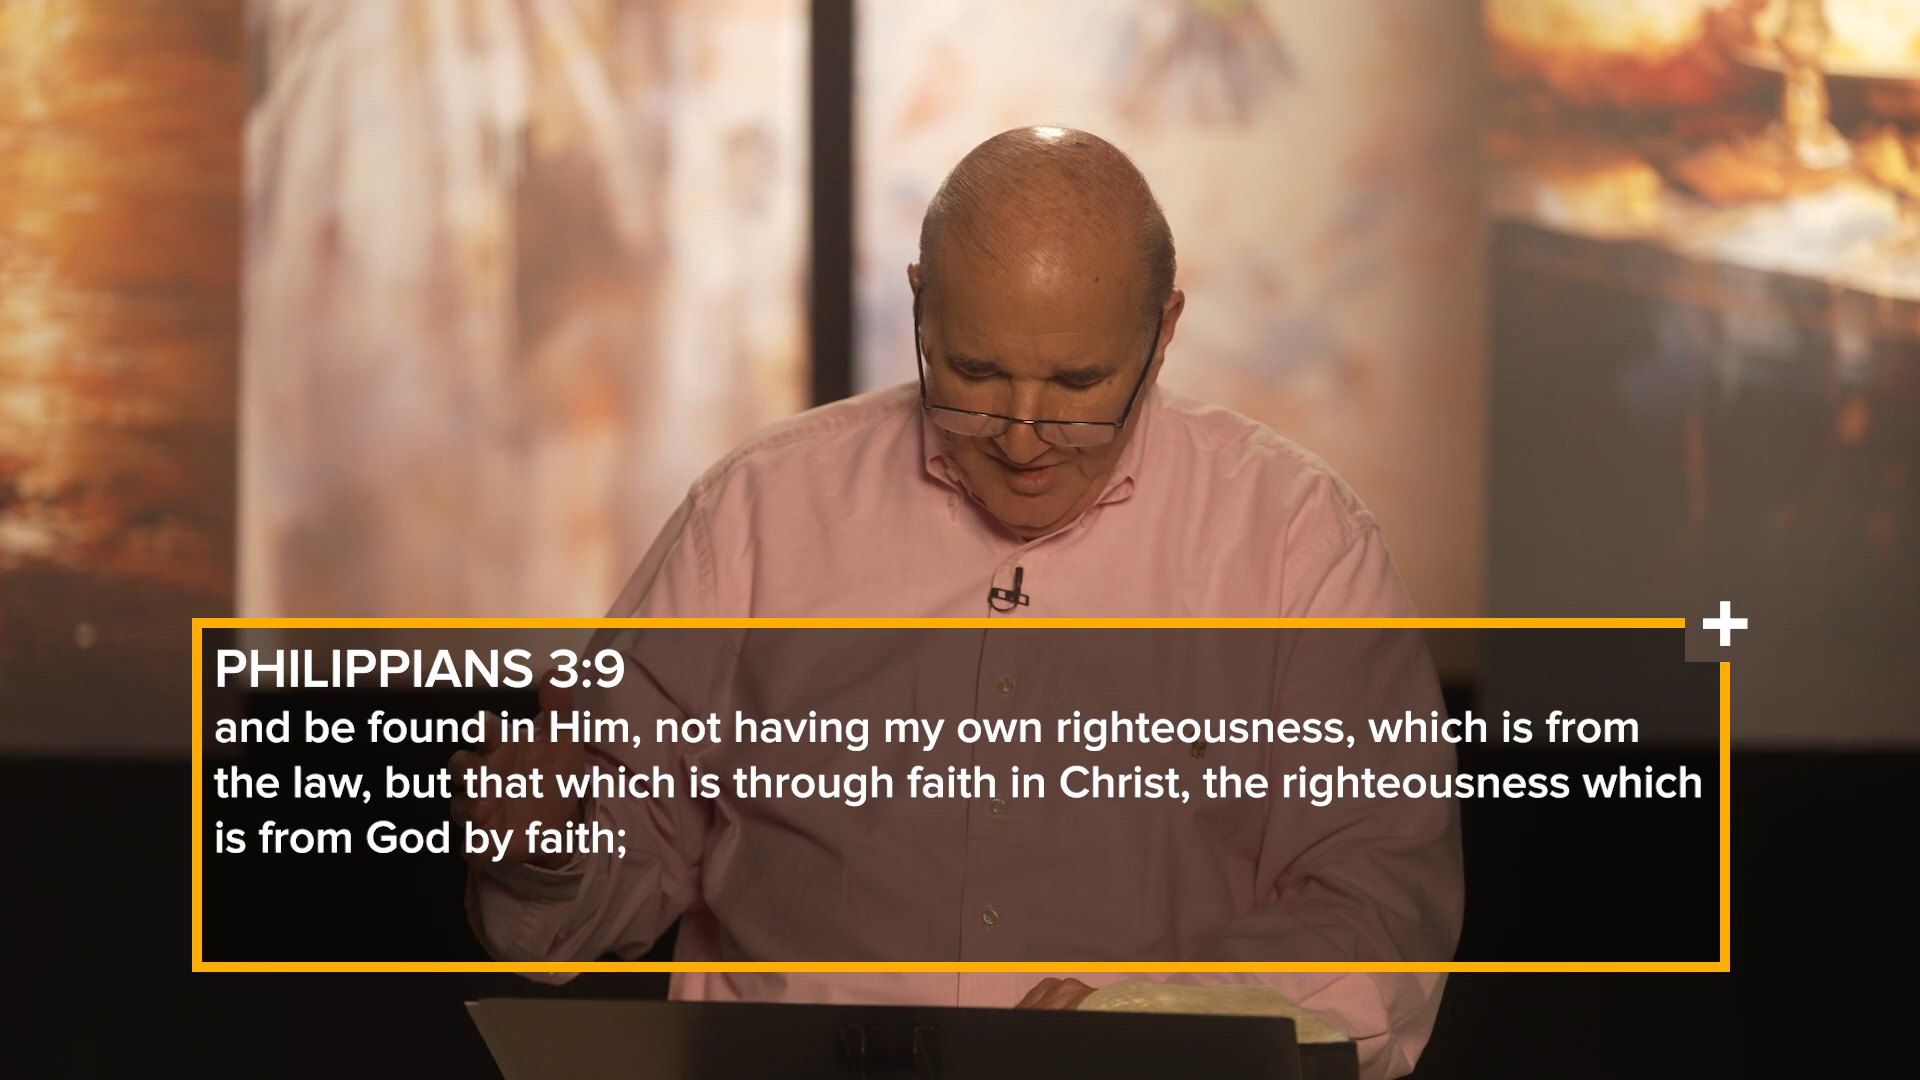 PHILIPPIANS 3:9
and be found in Him, not having my own righteousness, which is from
the law, but that which is through faith in Christ, the righteousness which
is from God by faith;